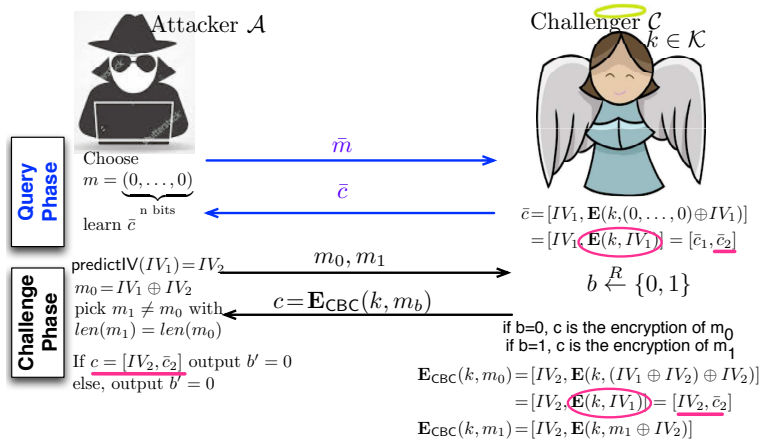 Attacker 𝒜
Challenger 𝒞
k ∈ 𝒦
Query Phase
Choose
m = (0, . . . , 0)
n bits
learn c̄
m̄
c̄
c̄ = [IV₁, E(k,(0, . . . , 0)⊕IV₁)]
= [IV₁, E(k, IV₁)] = [c̄₁, c̄₂]
Challenge Phase
predictIV(IV₁) = IV₂
m₀ = IV₁ ⊕ IV₂
pick m₁ ≠ m₀ with
len(m₁) = len(m₀)
If c = [IV₂, c̄₂] output b′ = 0
else, output b′ = 0
m₀, m₁
c = E_CBC(k, m_b)
b ←ᴿ {0, 1}
if b=0, c is the encryption of m₀
if b=1, c is the encryption of m₁
E_CBC(k, m₀) = [IV₂, E(k, (IV₁ ⊕ IV₂) ⊕ IV₂)]
= [IV₂, E(k, IV₁)] = [IV₂, c̄₂]
E_CBC(k, m₁) = [IV₂, E(k, m₁ ⊕ IV₂)]